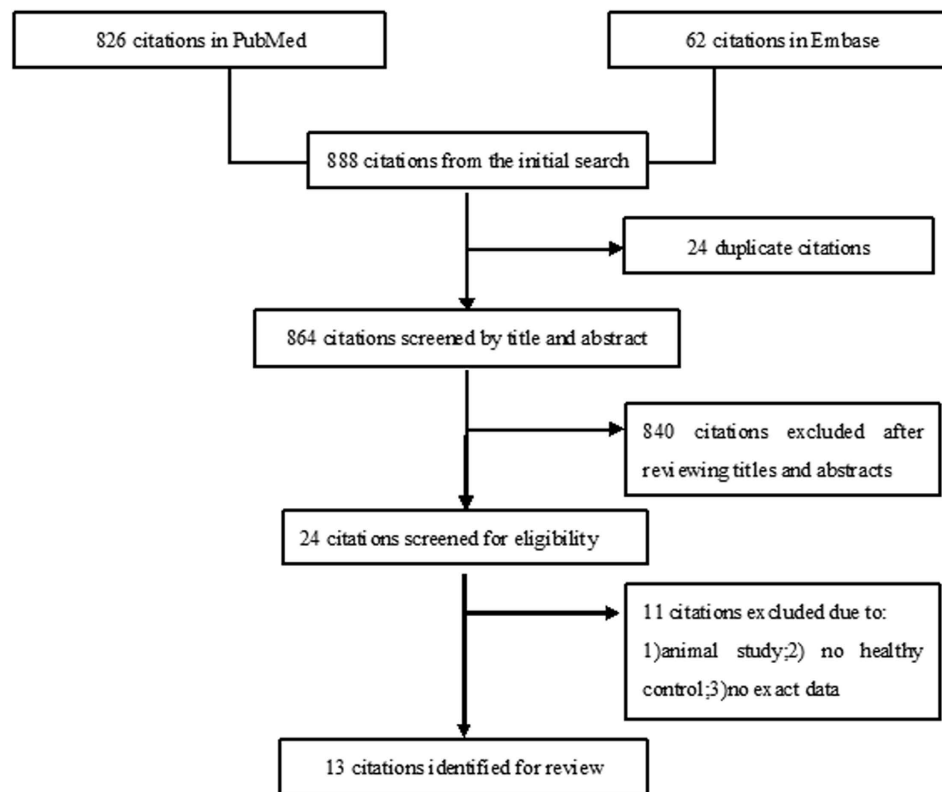 826 citations in PubMed
62 citations in Embase
888 citations from the initial search
24 duplicate citations
864 citations screened by title and abstract
840 citations excluded after
reviewing titles and abstracts
24 citations screened for eligibility
11 citations excluded due to:
1)animal study;2) no healthy
control;3)no exact data
13 citations identified for review